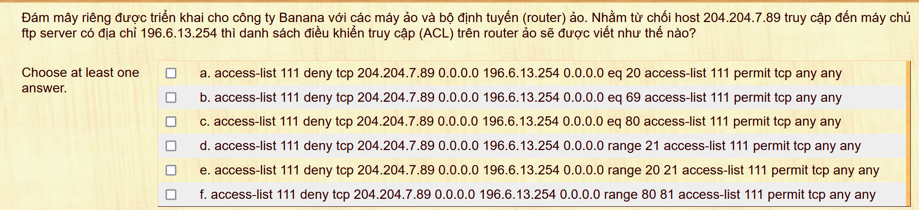 Đám mây riêng được triển khai cho công ty Banana với các máy ảo và bộ định tuyến (router) ảo. Nhằm từ chối host 204.204.7.89 truy cập đến máy chủ
ftp server có địa chỉ 196.6.13.254 thì danh sách điều khiển truy cập (ACL) trên router ảo sẽ được viết như thế nào?
Choose at least one
answer.
a. access-list 111 deny tcp 204.204.7.89 0.0.0.0 196.6.13.254 0.0.0.0 eq 20 access-list 111 permit tcp any any
b. access-list 111 deny tcp 204.204.7.89 0.0.0.0 196.6.13.254 0.0.0.0 eq 69 access-list 111 permit tcp any any
c. access-list 111 deny tcp 204.204.7.89 0.0.0.0 196.6.13.254 0.0.0.0 eq 80 access-list 111 permit tcp any any
d. access-list 111 deny tcp 204.204.7.89 0.0.0.0 196.6.13.254 0.0.0.0 range 21 access-list 111 permit tcp any any
e. access-list 111 deny tcp 204.204.7.89 0.0.0.0 196.6.13.254 0.0.0.0 range 20 21 access-list 111 permit tcp any any
f. access-list 111 deny tcp 204.204.7.89 0.0.0.0 196.6.13.254 0.0.0.0 range 80 81 access-list 111 permit tcp any any